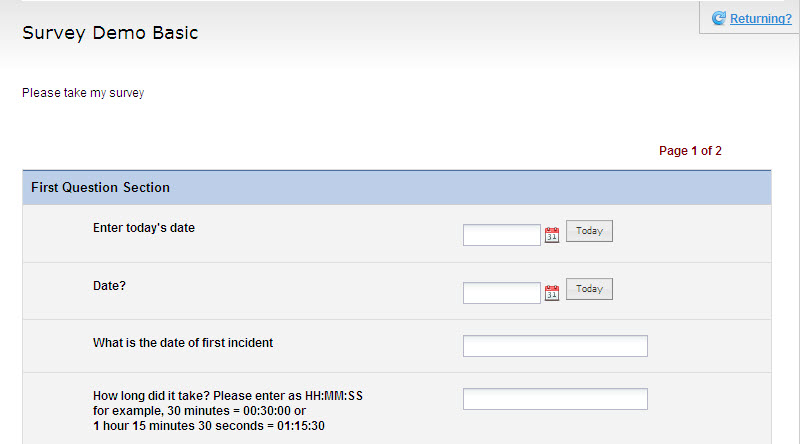 Returning?
Survey Demo Basic
Please take my survey
Page 1 of 2
First Question Section
Enter today's date
31
Today
Date?
31
Today
What is the date of first incident
How long did it take? Please enter as HH:MM:SS
for example, 30 minutes = 00:30:00 or
1 hour 15 minutes 30 seconds = 01:15:30